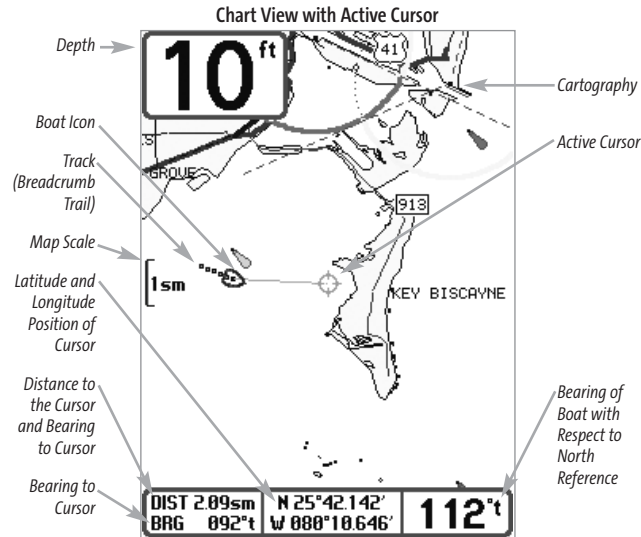 Chart View with Active Cursor
Depth
10 ft
41
Cartography
Boat Icon
Active Cursor
Track
(Breadcrumb
Trail)
S
GROVE
913
Map Scale
1sm
KEY BISCAYNE
Latitude and
Longitude
Position of
Cursor
Distance to
the Cursor
and Bearing
to Cursor
Bearing of
Boat with
Respect to
North
Reference
Bearing to
Cursor
DIST 2.09sm
BRG 092°t
N 25°42.142'
W 080°10.646'
112°t